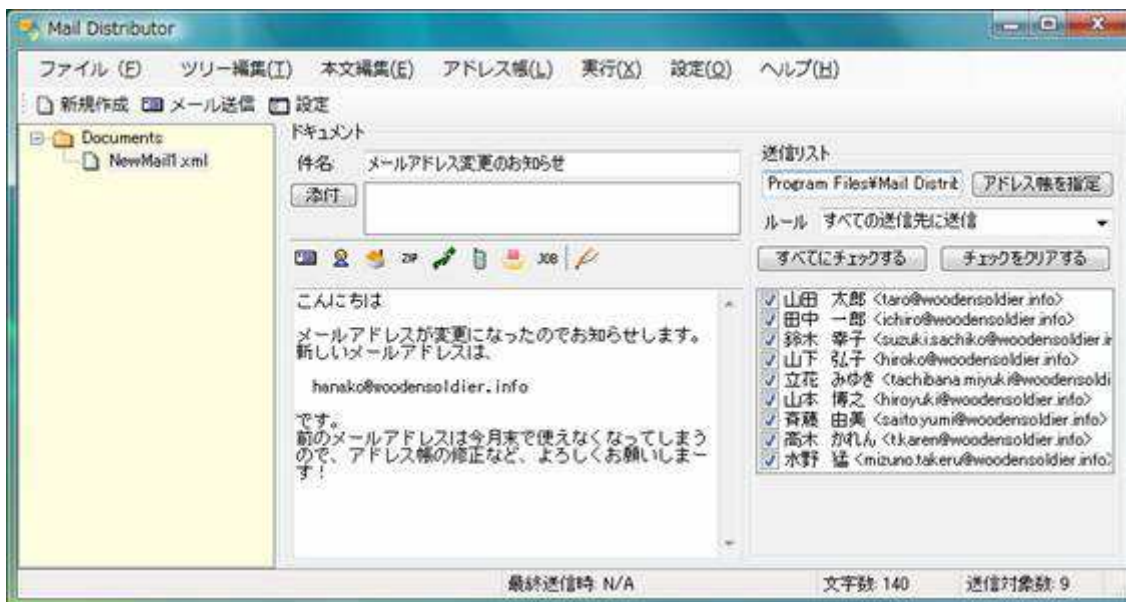 Mail Distributor
ファイル (F) ツリー編集(T) 本文編集(E) アドレス帳(L) 実行(X) 設定(O) ヘルプ(H)
新規作成 メール送信 設定
Documents
NewMail1.xml
ドキュメント
件名 メールアドレス変更のお知らせ
添付
ZIP JOB
こんにちは
メールアドレスが変更になったのでお知らせします。
新しいメールアドレスは、
hanako@woodensoldier.info
です。
前のメールアドレスは今月末で使えなくなってしまう
ので、アドレス帳の修正など、よろしくお願いしまー
す!
送信リスト
Program Files¥Mail Distrib アドレス帳を指定
ルール すべての送信先に送信
すべてにチェックする チェックをクリアする
山田 太郎 <taro@woodensoldier.info>
田中 一郎 <ichiro@woodensoldier.info>
鈴木 幸子 <suzuki.sachiko@woodensoldier.i
山下 弘子 <hiroko@woodensoldier.info>
立花 みゆき <tachibana.miyuki@woodensoldi
山本 博之 <hiroyuki@woodensoldier.info>
斉藤 由美 <saito.yumi@woodensoldier.info>
高木 かれん <t.karen@woodensoldier.info>
水野 猛 <mizuno.takeru@woodensoldier.info>
最終送信時: N/A 文字数: 140 送信対象数: 9